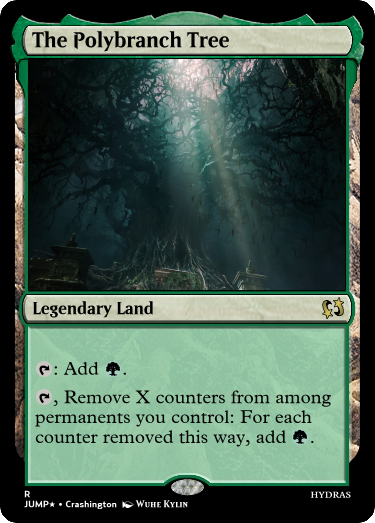 The Polybranch Tree
Legendary Land
: Add .
, Remove X counters from among
permanents you control: For each
counter removed this way, add .
R
HYDRAS
JUMP★ • Crashington Wuhe Kylin